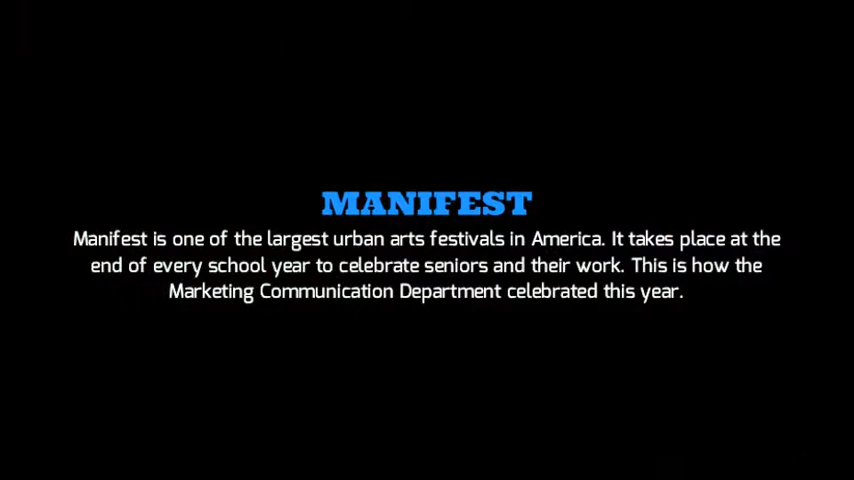 MANIFEST
Manifest is one of the largest urban arts festivals in America. It takes place at the
end of every school year to celebrate seniors and their work. This is how the
Marketing Communication Department celebrated this year.